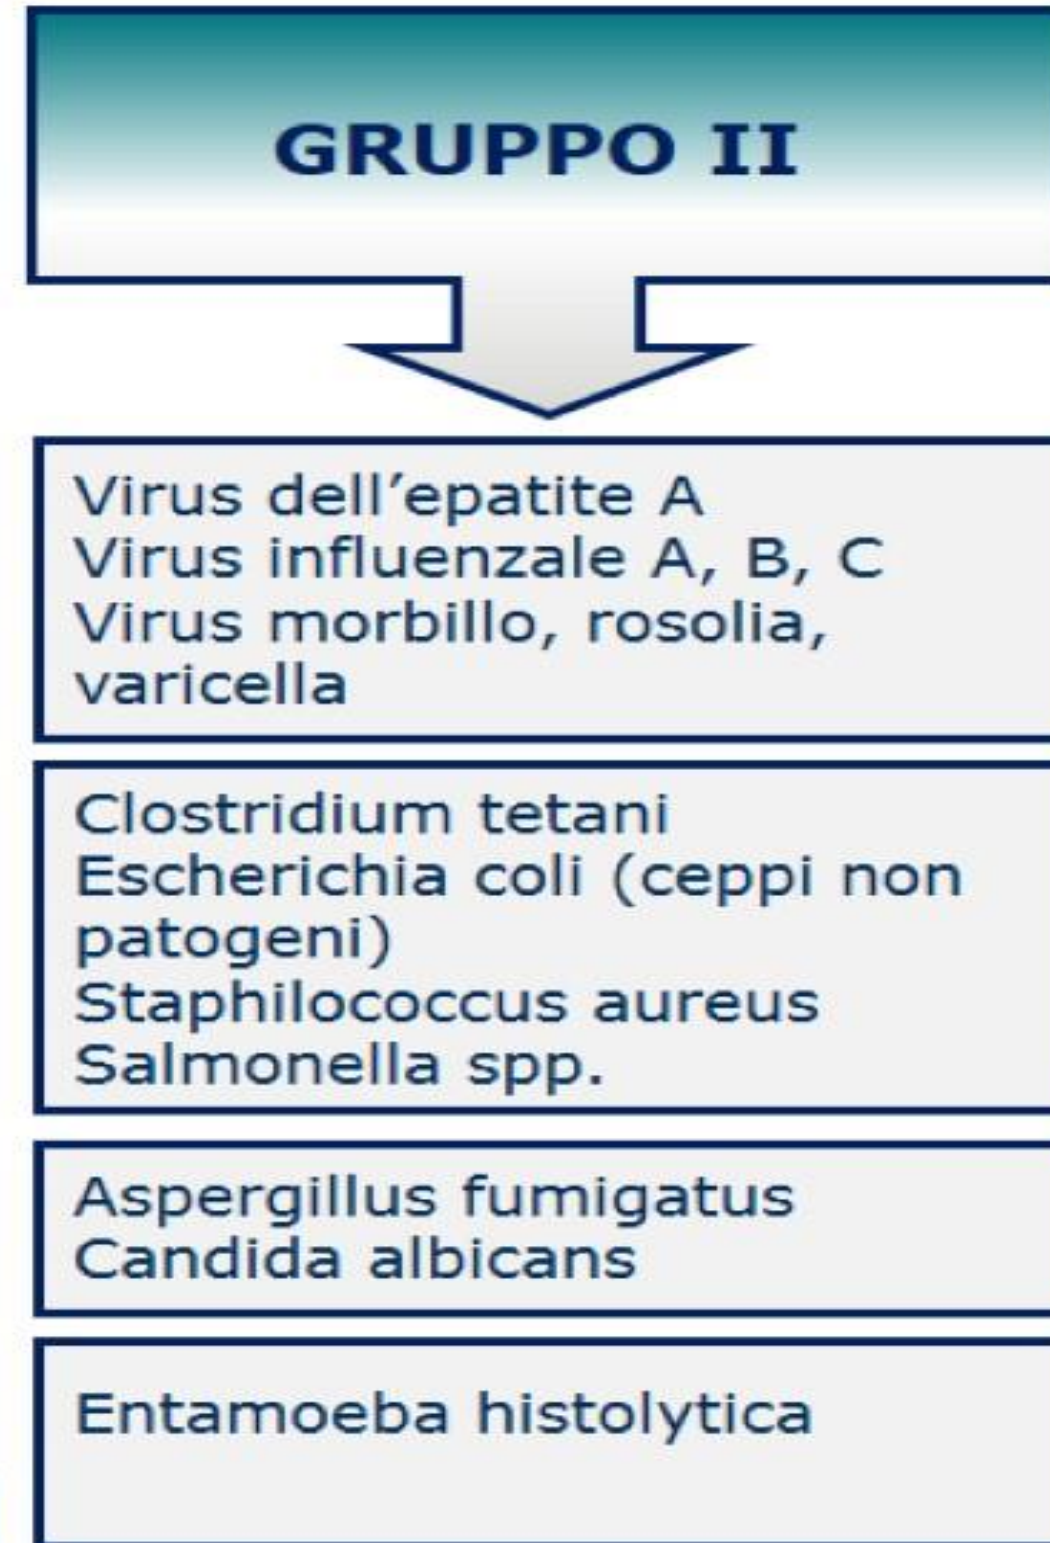 GRUPPO II
Virus dell’epatite A
Virus influenzale A, B, C
Virus morbillo, rosolia,
varicella
Clostridium tetani
Escherichia coli (ceppi non
patogeni)
Staphilococcus aureus
Salmonella spp.
Aspergillus fumigatus
Candida albicans
Entamoeba histolytica